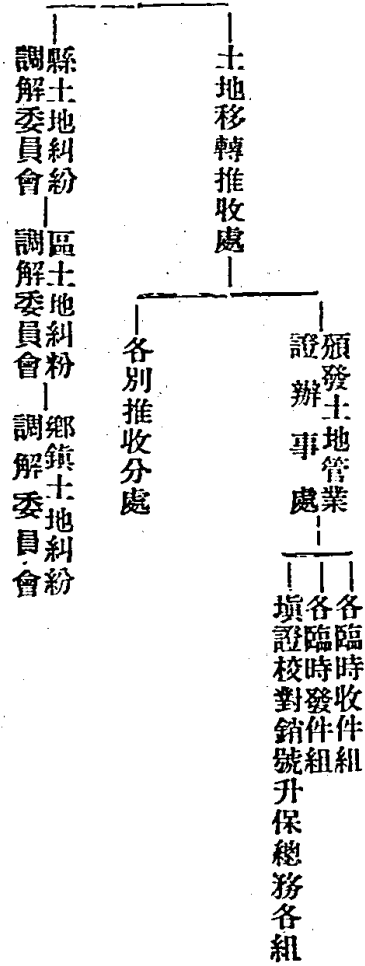 土地移轉推收處
頒發土地管業
證辦事處
各臨時收件組
各臨時發件組
塡證校對銷號升保總務各組
各別推收分處
縣土地糾紛
調解委員會
區土地糾粉
調解委員會
鄉鎭土地糾紛
調解委員會